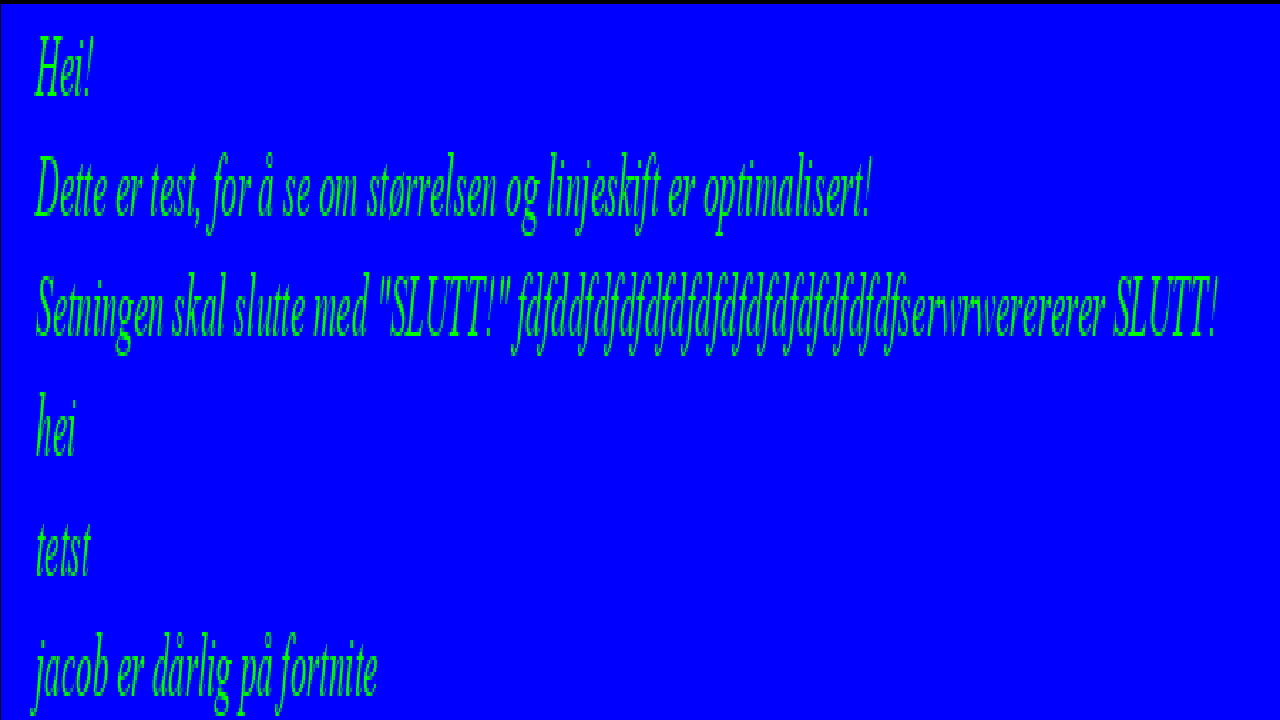 Hei!
Dette er test, for å se om størrelsen og linjeskift er optimalisert!
Setningen skal slutte med "SLUTT!" fdfddfdfdfdfdfdfdfdfdfdfdfdfdfdfserwrwerererer SLUTT!
hei
tetst
jacob er dårlig på fortnite